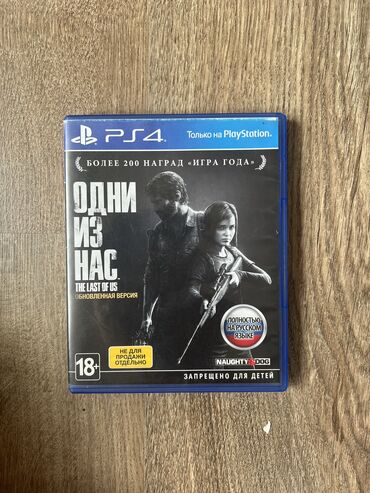 PS4
Только на PlayStation.
БОЛЕЕ 200 НАГРАД «ИГРА ГОДА»
ОДНИ
ИЗ
НАС
THE LAST OF US
ОБНОВЛЕННАЯ ВЕРСИЯ
ПОЛНОСТЬЮ
НА РУССКОМ
ЯЗЫКЕ
18+
НЕ ДЛЯ
ПРОДАЖИ
ОТДЕЛЬНО
NAUGHTY DOG
ЗАПРЕЩЕНО ДЛЯ ДЕТЕЙ